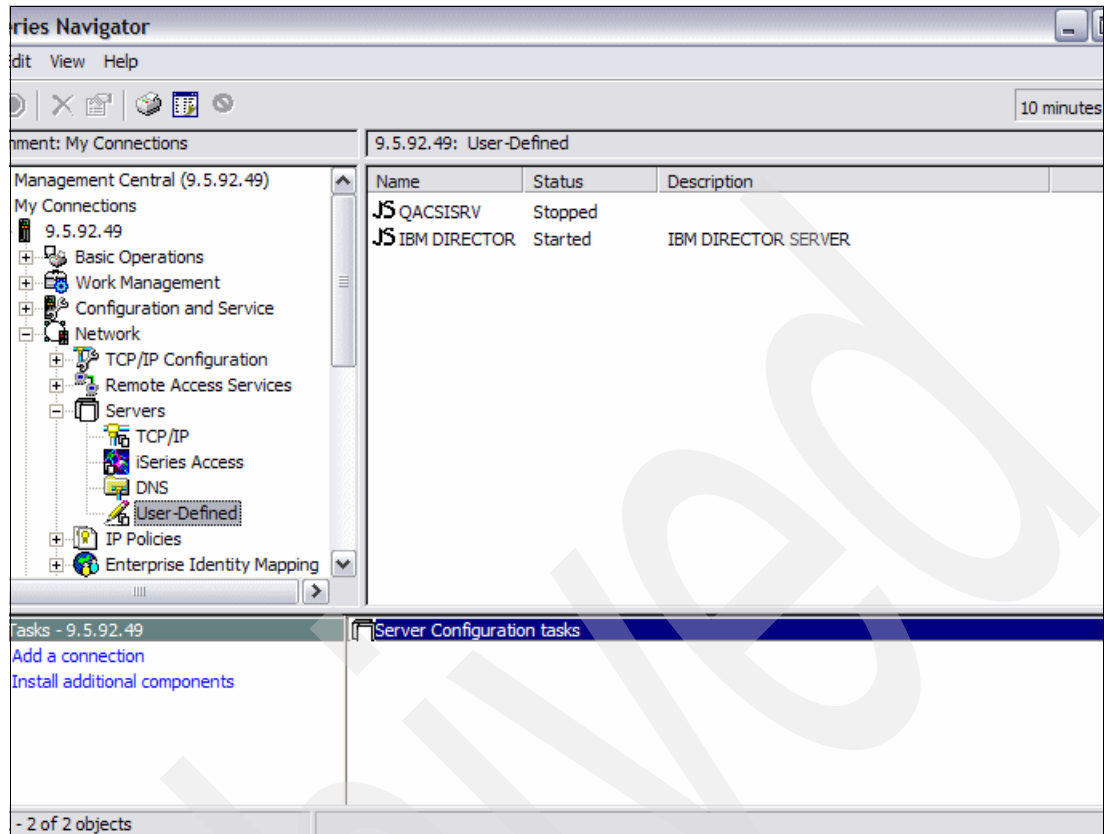 ries Navigator
dit View Help
10 minutes
nment: My Connections
9.5.92.49: User-Defined
Management Central (9.5.92.49)
My Connections
9.5.92.49
Basic Operations
Work Management
Configuration and Service
Network
TCP/IP Configuration
Remote Access Services
Servers
TCP/IP
iSeries Access
DNS
User-Defined
IP Policies
Enterprise Identity Mapping
Name Status Description
JS QACSISRV Stopped
JS IBM DIRECTOR Started IBM DIRECTOR SERVER
Tasks - 9.5.92.49
Add a connection
Install additional components
Server Configuration tasks
- 2 of 2 objects